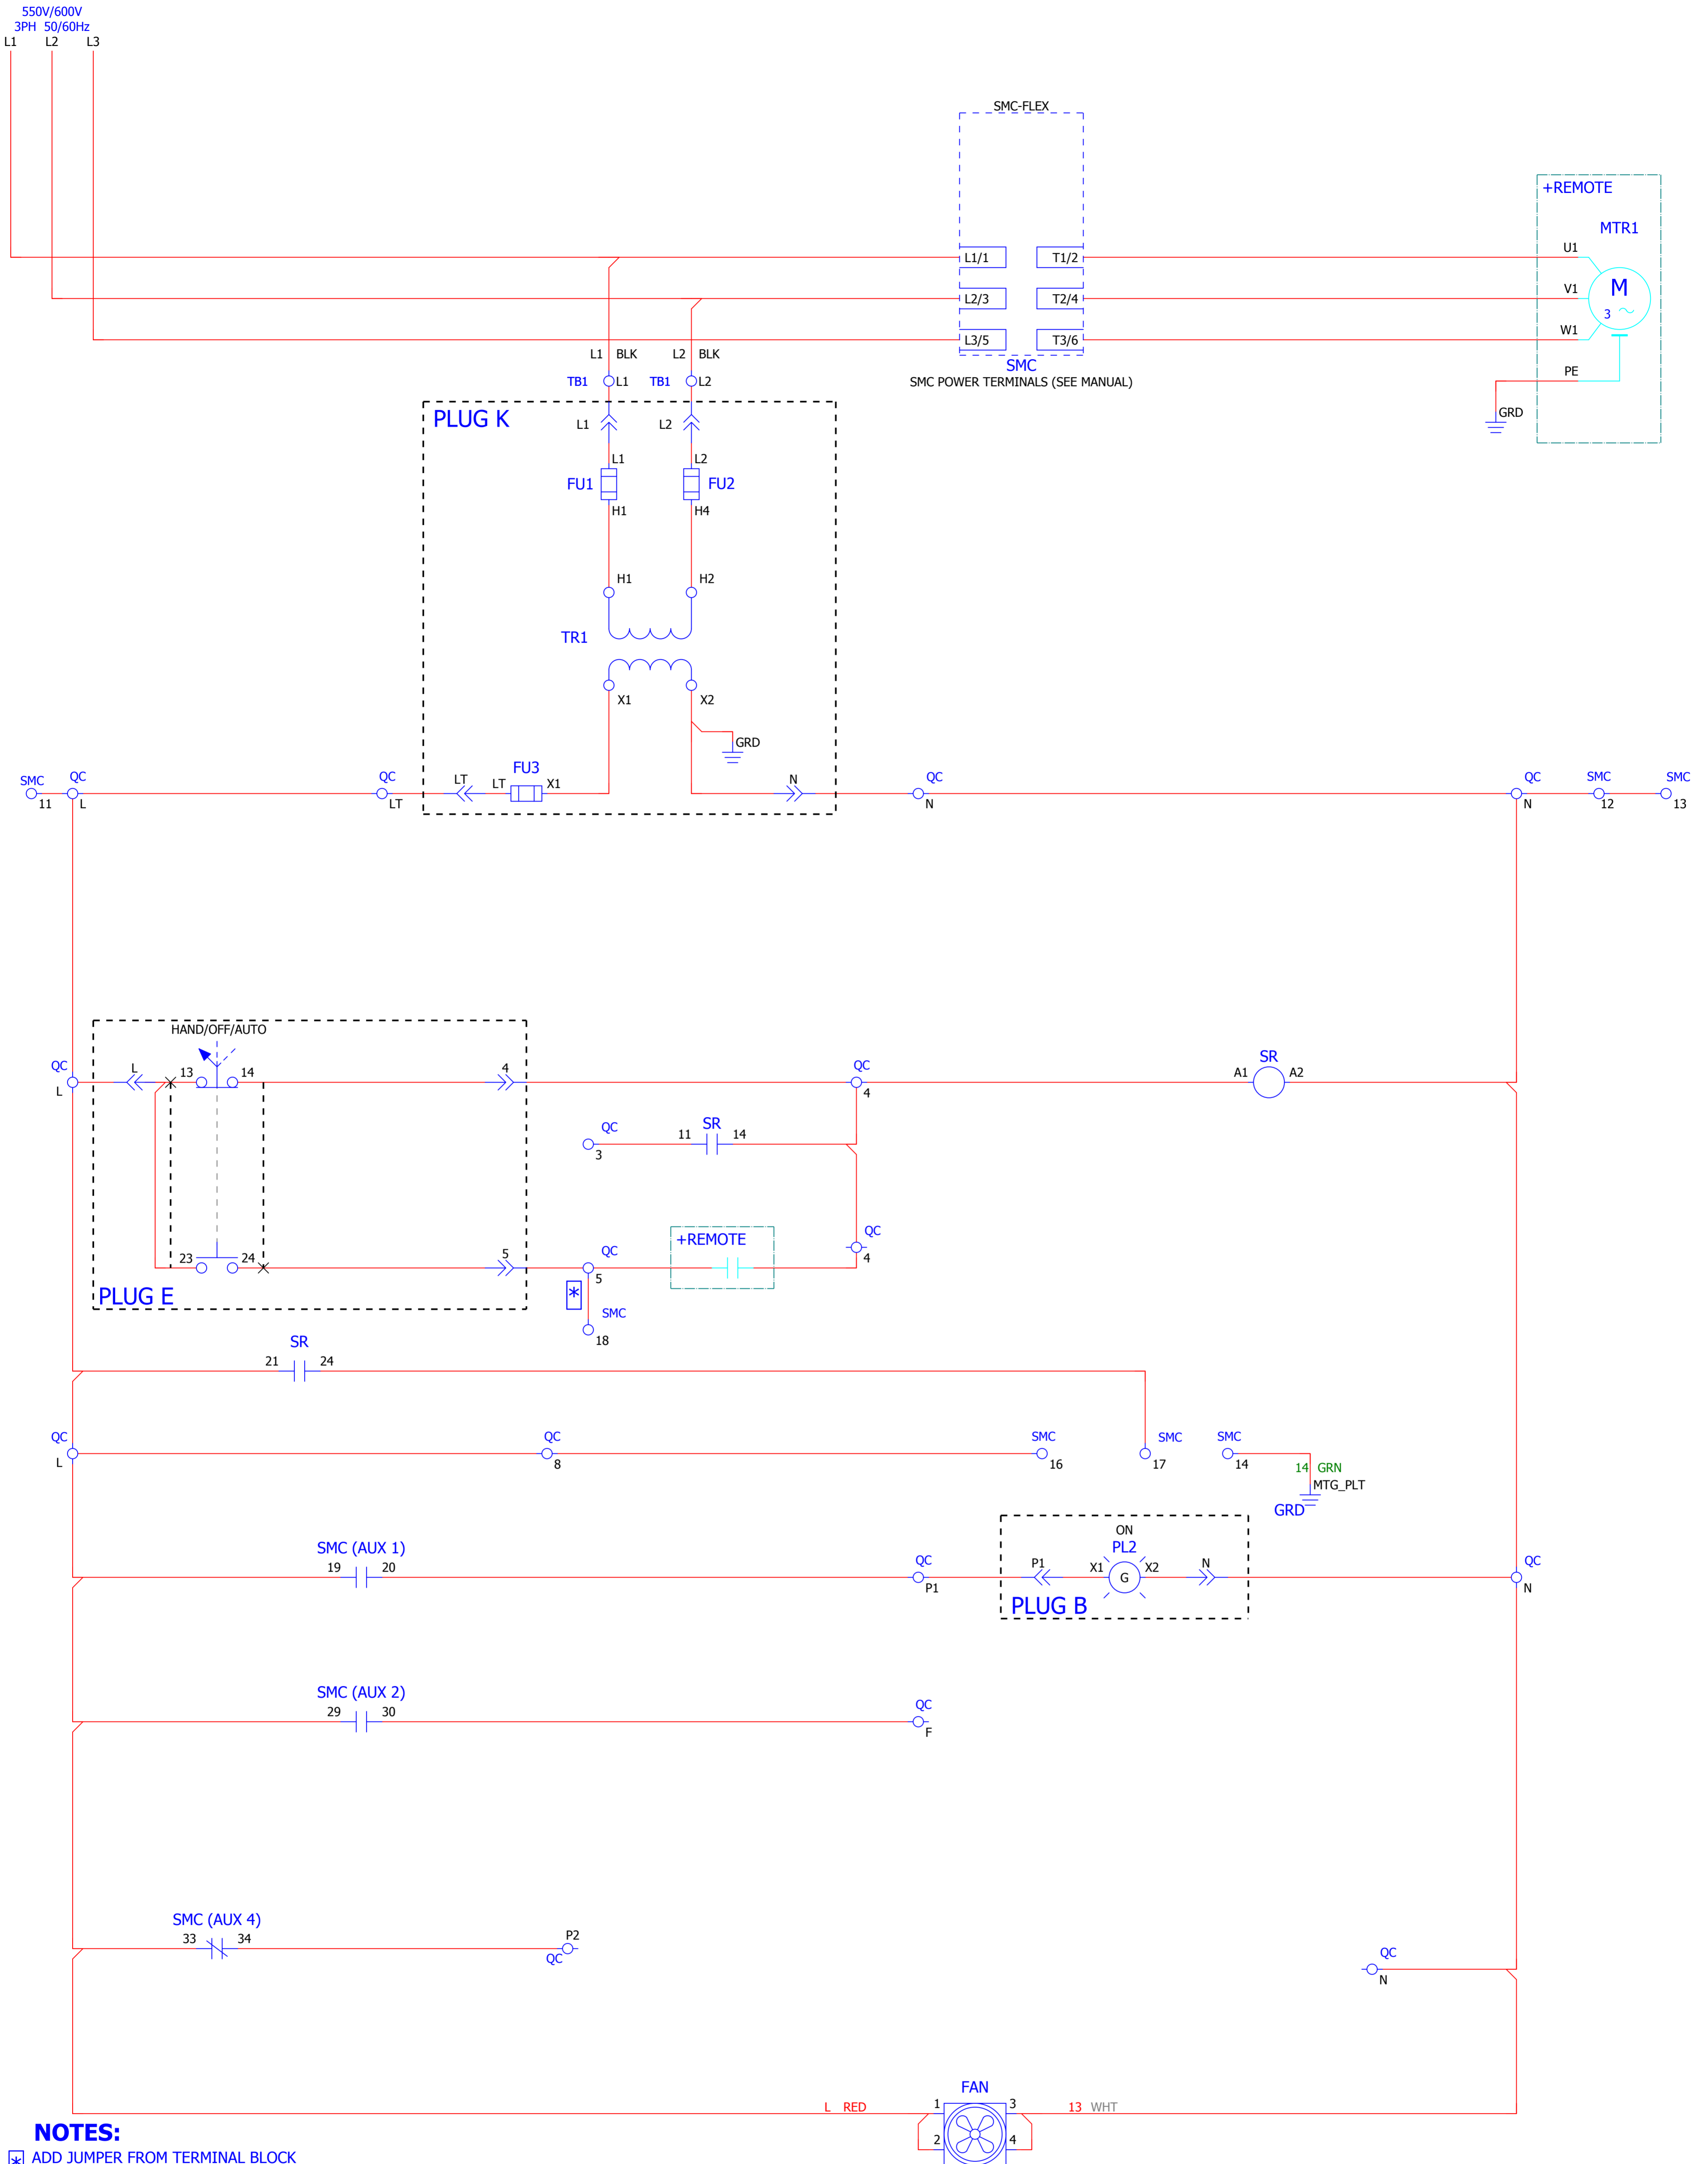 550V/600V
3PH 50/60Hz
L1 L2 L3
SMC-FLEX
+REMOTE
MTR1
U1
L1/1 T1/2
M
3
V1
L2/3 T2/4
W1
L3/5 T3/6
SMC
SMC POWER TERMINALS (SEE MANUAL)
PE
GRD
L1 BLK L2 BLK
TB1 L1 TB1 L2
PLUG K
L1 L2
L1 L2
FU1 FU2
H1 H4
H1 H2
TR1
X1 X2
GRD
SMC QC QC LT LT FU3 X1 N QC QC SMC SMC
11 L LT N N 12 13
HAND/OFF/AUTO
QC L 13 14 4 QC SR
L 4 A1 A2
QC 11 SR 14
3
QC
+REMOTE
4
23 24 5 QC
5
PLUG E
*
SMC
18
SR
21 24
QC QC SMC SMC SMC
L 8 16 17 14
14 GRN
MTG_PLT
GRD
ON
PL2
SMC (AUX 1)
19 20 QC P1 X1 G X2 N QC
P1 N
PLUG B
SMC (AUX 2)
29 30 QC
F
SMC (AUX 4)
33 34 P2
QC
QC
N
FAN
L RED 1 3 13 WHT
2 4
NOTES:
* ADD JUMPER FROM TERMINAL BLOCK